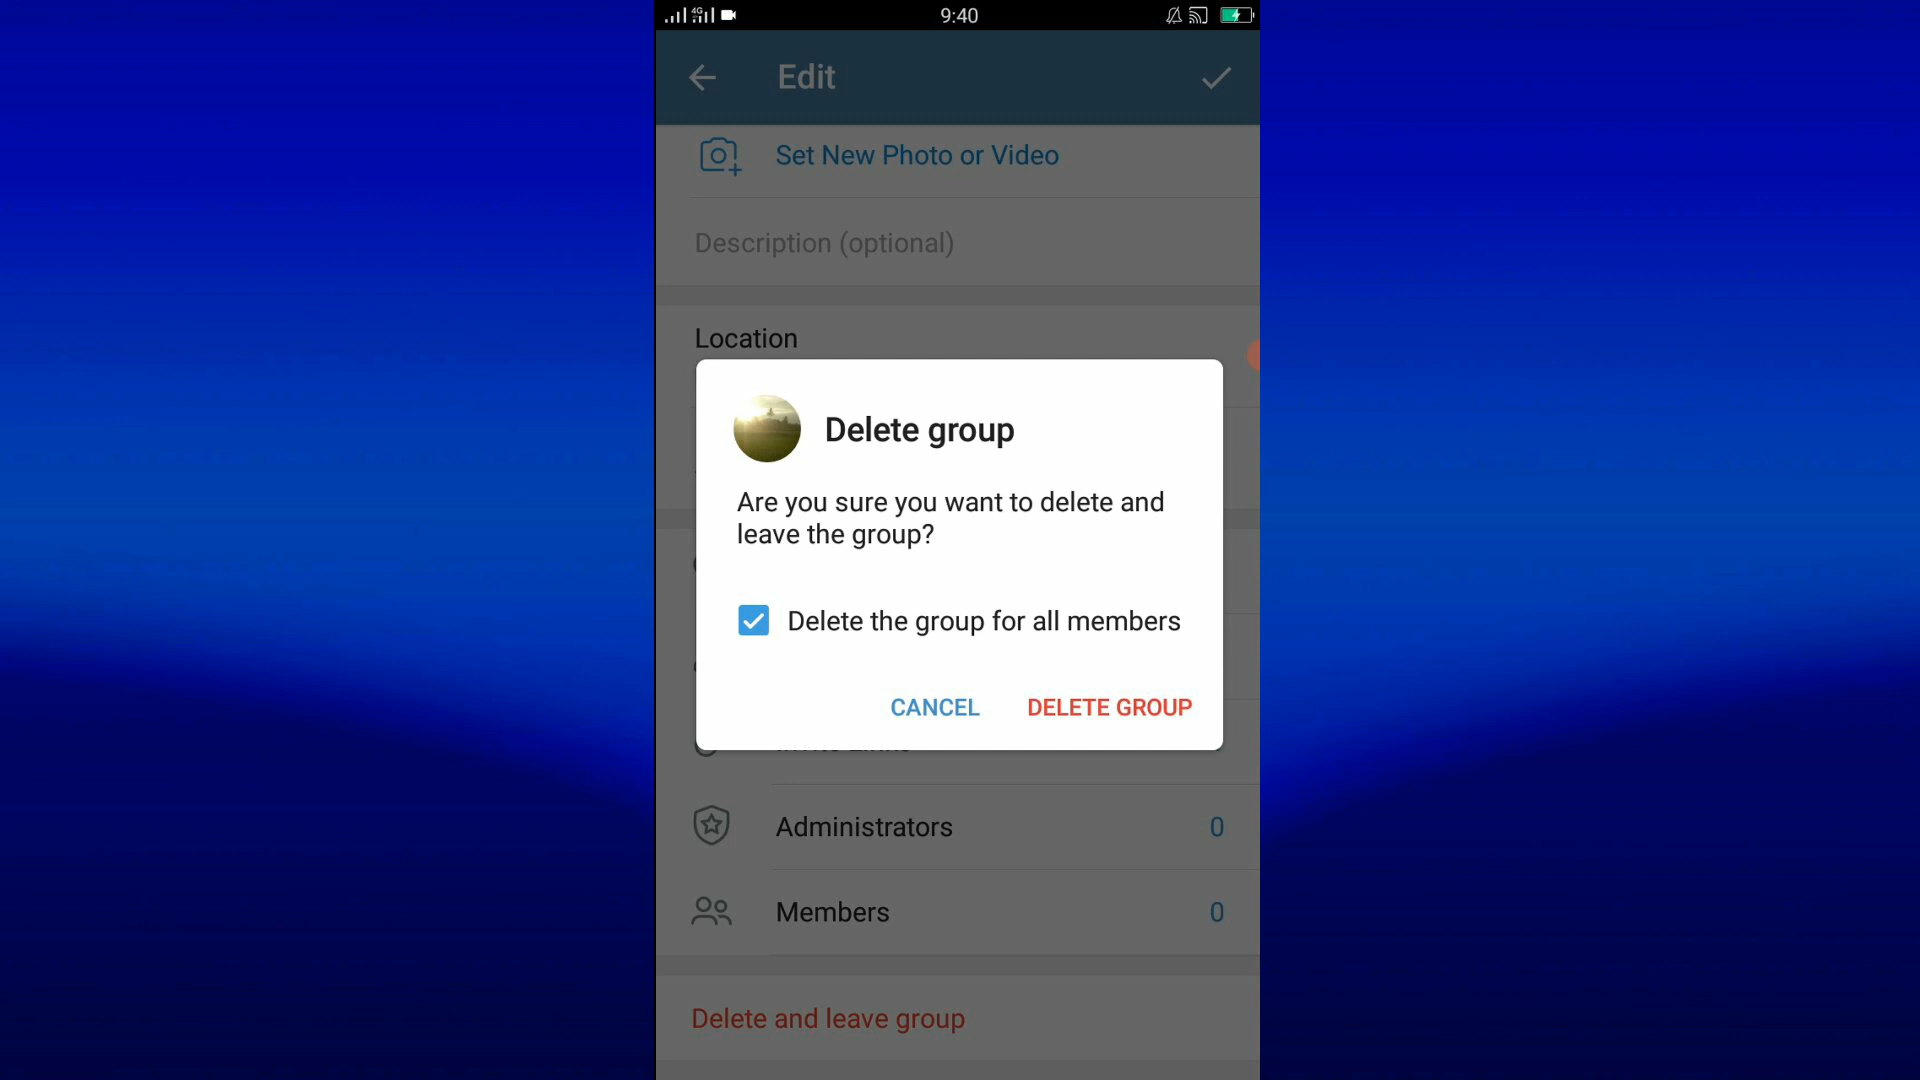 4G
9:40
Edit
Set New Photo or Video
Description (optional)
Location
Delete group
Are you sure you want to delete and
leave the group?
Delete the group for all members
CANCEL
DELETE GROUP
Administrators
0
Members
0
Delete and leave group